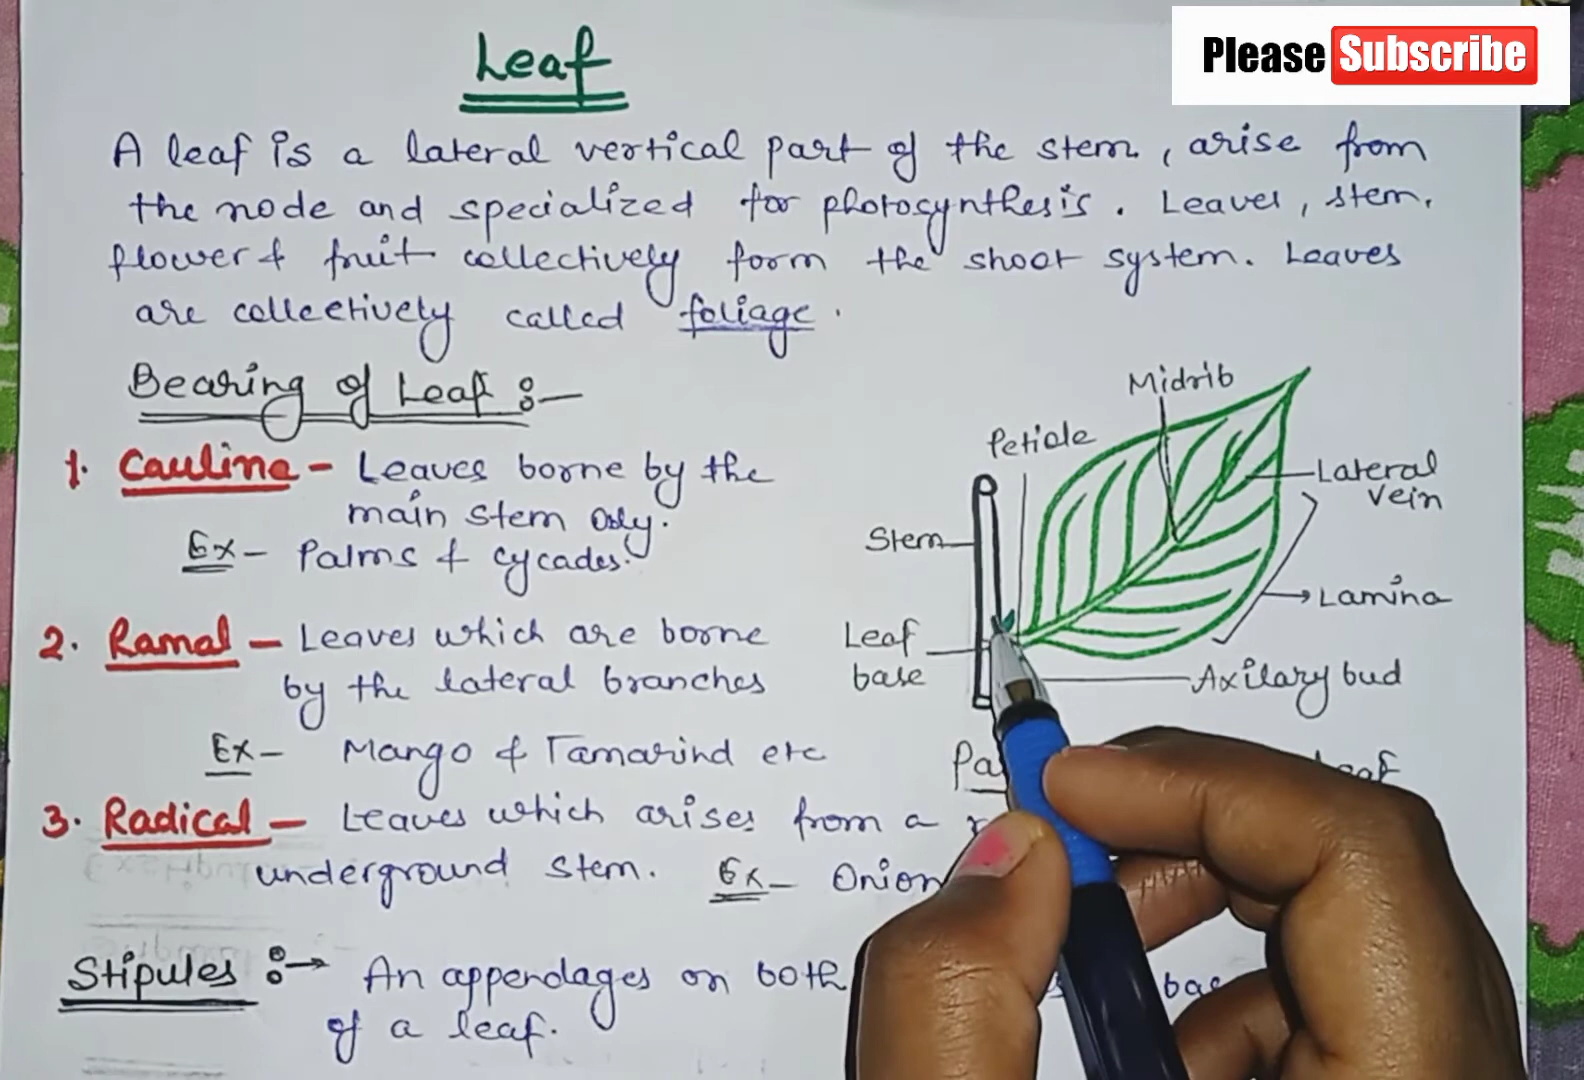 Please Subscribe
Leaf
A leaf is a lateral vertical part of the stem, arise from
the node and specialized for photosynthesis. Leaves, stem,
flower & fruit collectively form the shoot system. Leaves
are collectively called foliage.
Bearing of Leaf :-
1. Caulina - Leaves borne by the
main stem only.
Ex - Palms & cycades.
2. Ramal - Leaves which are borne
by the lateral branches
Ex - Mango & Tamarind etc
3. Radical - Leaves which arises from a
underground stem. Ex - Onion
Stipules :→ An appendages on both
of a leaf.
Midrib
Petiole
Lateral
vein
Stem
Lamina
Leaf
base
Axilary bud